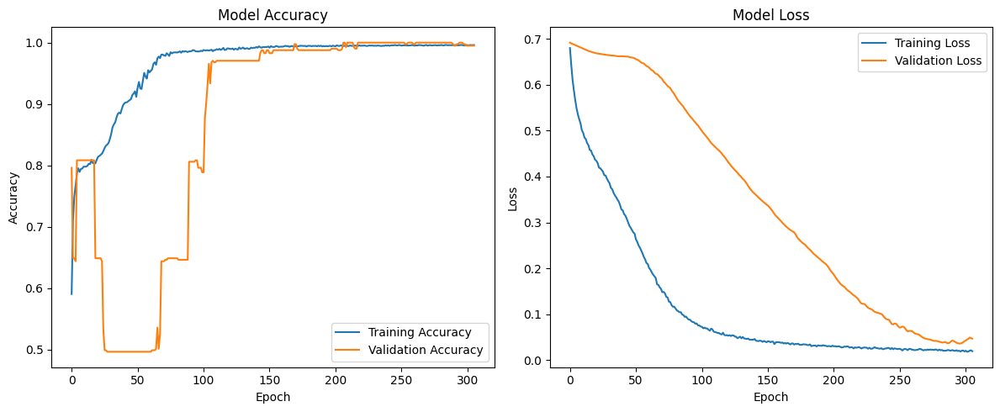 Model Accuracy
Accuracy
1.0
0.9
0.8
0.7
0.6
0.5
0 50 100 150 200 250 300
Epoch
Training Accuracy
Validation Accuracy
Model Loss
Loss
0.7
0.6
0.5
0.4
0.3
0.2
0.1
0.0
0 50 100 150 200 250 300
Epoch
Training Loss
Validation Loss